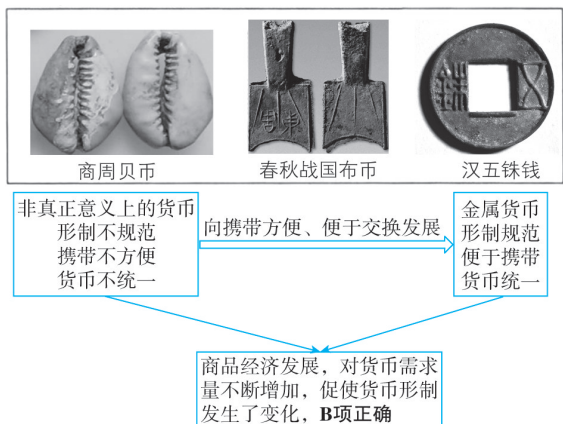 商周贝币
春秋战国布币
汉五铢钱
非真正意义上的货币
形制不规范
携带不方便
货币不统一
向携带方便、便于交换发展
金属货币
形制规范
便于携带
货币统一
商品经济发展，对货币需求
量不断增加，促使货币形制
发生了变化，B项正确